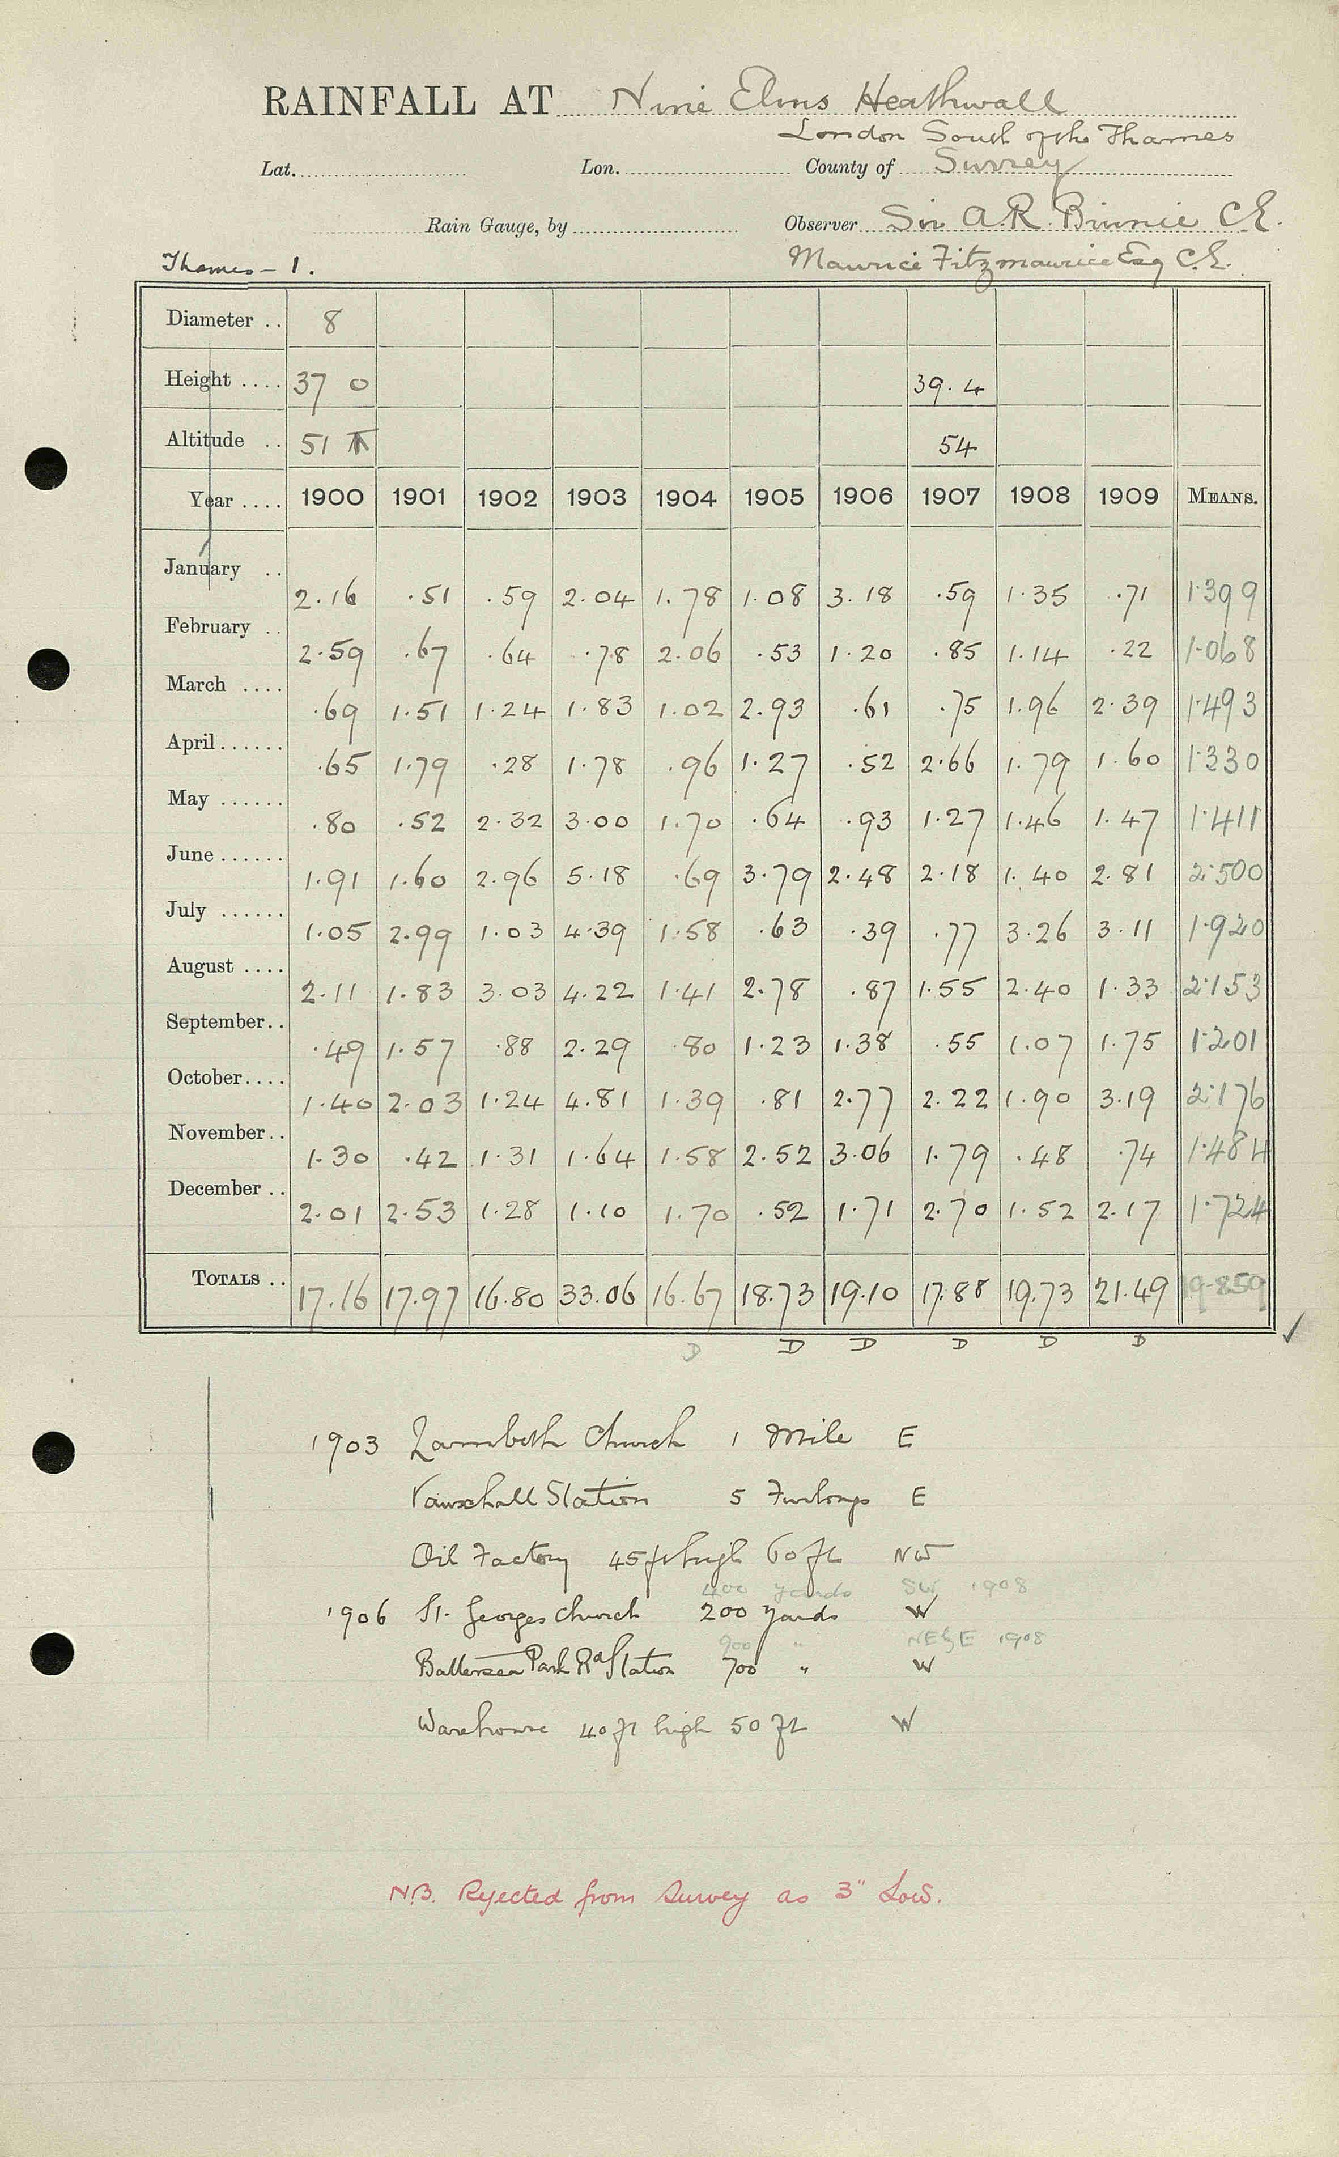 RAINFALL AT Nine Elms Heathwall
London South of the Thames
Lat. Lon. County of Surrey
Rain Gauge, by Observer Sir A.R. Binnie C.E.
Thames - 1. Maurice Fitzmaurice Esq C.E.
Diameter .. 8
Height .... 37 0 39.4
Altitude .. 51 54
Year .... 1900 1901 1902 1903 1904 1905 1906 1907 1908 1909 MEANS.
January .. 2.16 .51 .59 2.04 1.78 1.08 3.18 .59 1.35 .71 1.399
February .. 2.59 .67 .64 .78 2.06 .53 1.20 .85 1.14 .22 1.068
March .... .69 1.51 1.24 1.83 1.02 2.93 .61 .75 1.96 2.39 1.493
April ...... .65 1.79 .28 1.78 .96 1.27 .52 2.66 1.79 1.60 1.330
May ...... .80 .52 2.32 3.00 1.70 .64 .93 1.27 1.46 1.47 1.411
June ...... 1.91 1.60 2.96 5.18 .69 3.79 2.48 2.18 1.40 2.81 2.500
July ...... 1.05 2.99 1.03 4.39 1.58 .63 .39 .77 3.26 3.11 1.920
August .... 2.11 1.83 3.03 4.22 1.41 2.78 .87 1.55 2.40 1.33 2.153
September .. .49 1.57 .88 2.29 .80 1.23 1.38 .55 1.07 1.75 1.201
October .... 1.40 2.03 1.24 4.81 1.39 .81 2.77 2.22 1.90 3.19 2.176
November .. 1.30 .42 1.31 1.64 1.58 2.52 3.06 1.79 .48 .74 1.484
December .. 2.01 2.53 1.28 1.10 1.70 .52 1.71 2.70 1.52 2.17 1.724
TOTALS .. 17.16 17.97 16.80 33.06 16.67 18.73 19.10 17.88 19.73 21.49 19.859
D D D D D D
1903 Lambeth Church 1 Mile E
Vauxhall Station 5 Furlongs E
Oil Factory 45 ft high 60 ft NW
400 yards SW 1908
1906 St. Georges Church 200 yards W
900 " NE by E 1908
Battersea Park Ra Station 700 " W
Warehouse 40 ft high 50 ft W
N.B. Rejected from Survey as 3" Low.